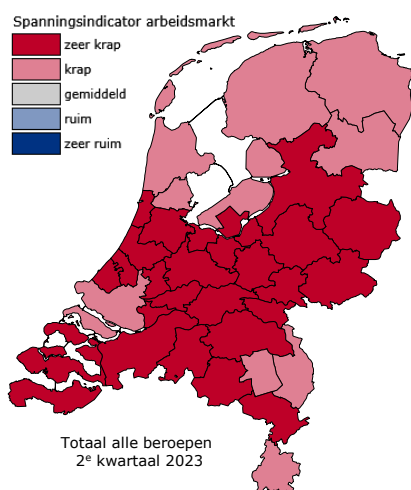 Spanningsindicator arbeidsmarkt
zeer krap
krap
gemiddeld
ruim
zeer ruim
Totaal alle beroepen
2e kwartaal 2023